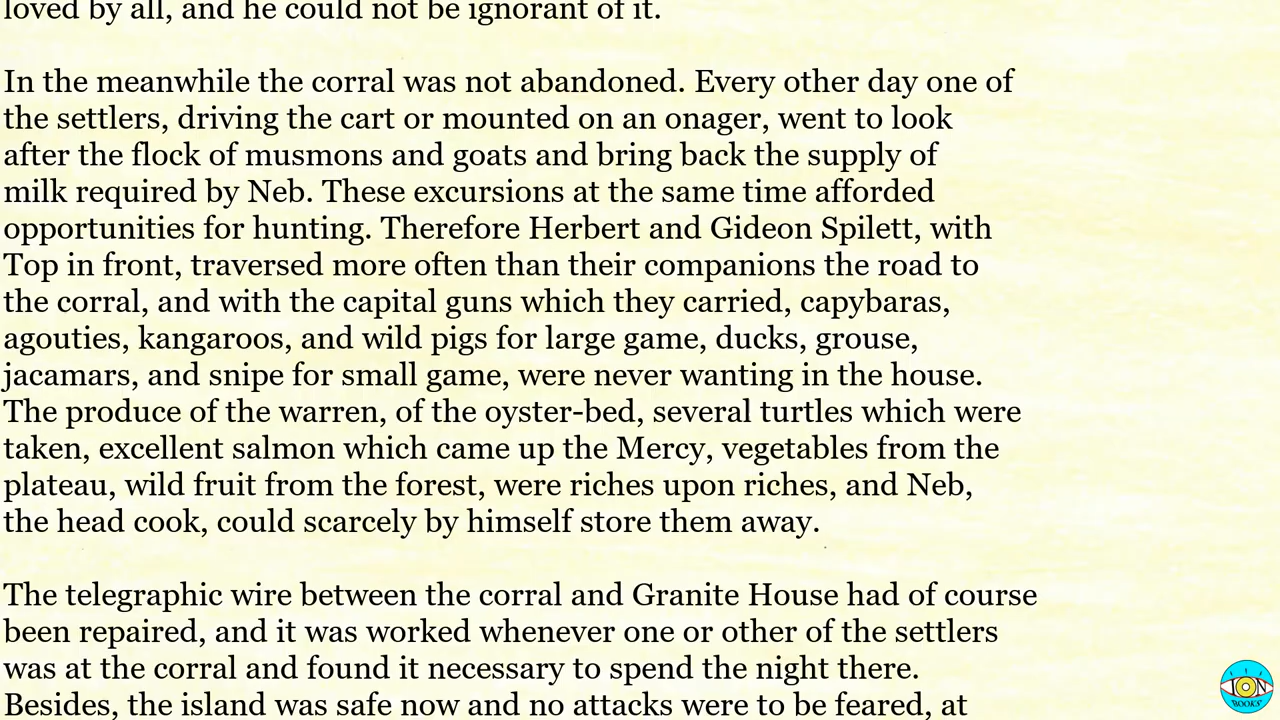 loved by all, and he could not be ignorant of it.
In the meanwhile the corral was not abandoned. Every other day one of
the settlers, driving the cart or mounted on an onager, went to look
after the flock of musmons and goats and bring back the supply of
milk required by Neb. These excursions at the same time afforded
opportunities for hunting. Therefore Herbert and Gideon Spilett, with
Top in front, traversed more often than their companions the road to
the corral, and with the capital guns which they carried, capybaras,
agouties, kangaroos, and wild pigs for large game, ducks, grouse,
jacamars, and snipe for small game, were never wanting in the house.
The produce of the warren, of the oyster-bed, several turtles which were
taken, excellent salmon which came up the Mercy, vegetables from the
plateau, wild fruit from the forest, were riches upon riches, and Neb,
the head cook, could scarcely by himself store them away.
The telegraphic wire between the corral and Granite House had of course
been repaired, and it was worked whenever one or other of the settlers
was at the corral and found it necessary to spend the night there.
Besides, the island was safe now and no attacks were to be feared, at
ION
BOOKS